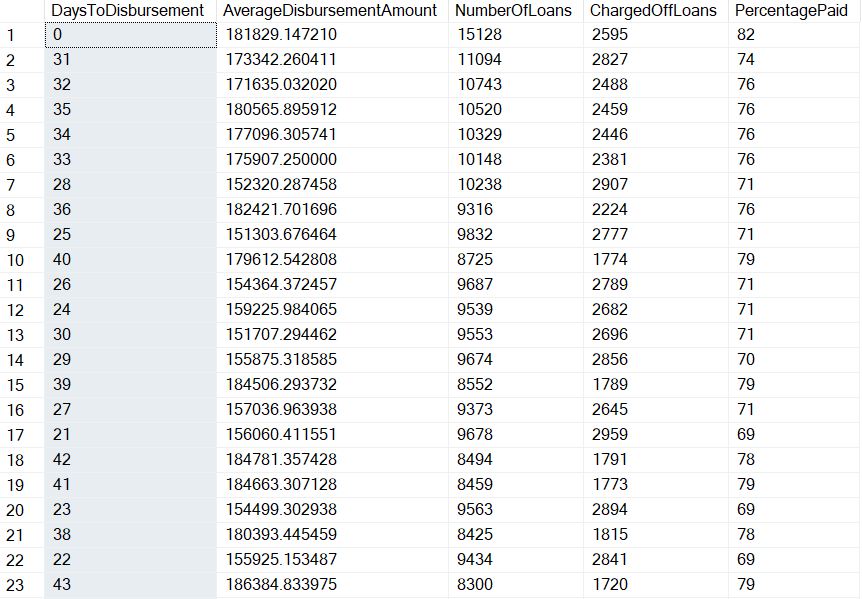 DaysToDisbursement AverageDisbursementAmount NumberOfLoans ChargedOffLoans PercentagePaid
1 0 181829.147210 15128 2595 82
2 31 173342.260411 11094 2827 74
3 32 171635.032020 10743 2488 76
4 35 180565.895912 10520 2459 76
5 34 177096.305741 10329 2446 76
6 33 175907.250000 10148 2381 76
7 28 152320.287458 10238 2907 71
8 36 182421.701696 9316 2224 76
9 25 151303.676464 9832 2777 71
10 40 179612.542808 8725 1774 79
11 26 154364.372457 9687 2789 71
12 24 159225.984065 9539 2682 71
13 30 151707.294462 9553 2696 71
14 29 155875.318585 9674 2856 70
15 39 184506.293732 8552 1789 79
16 27 157036.963938 9373 2645 71
17 21 156060.411551 9678 2959 69
18 42 184781.357428 8494 1791 78
19 41 184663.307128 8459 1773 79
20 23 154499.302938 9563 2894 69
21 38 180393.445459 8425 1815 78
22 22 155925.153487 9434 2841 69
23 43 186384.833975 8300 1720 79